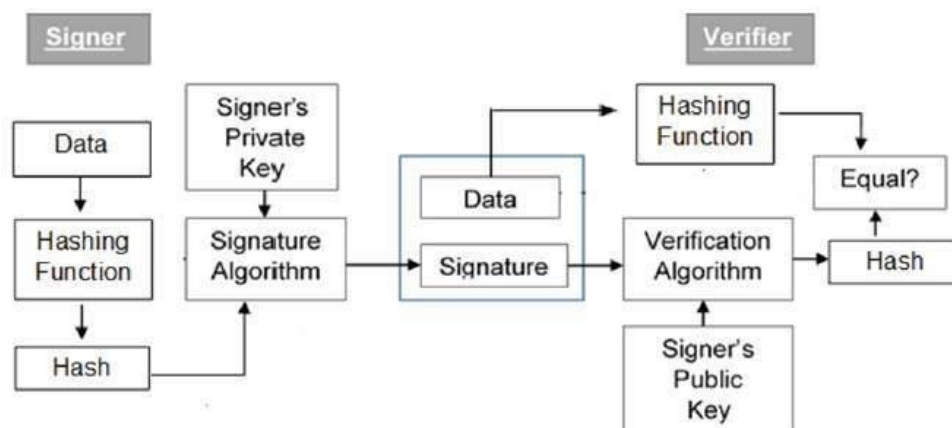 Signer
Verifier
Data
Hashing
Function
Hash
Signer's
Private
Key
Signature
Algorithm
Data
Signature
Hashing
Function
Verification
Algorithm
Signer's
Public
Key
Equal?
Hash